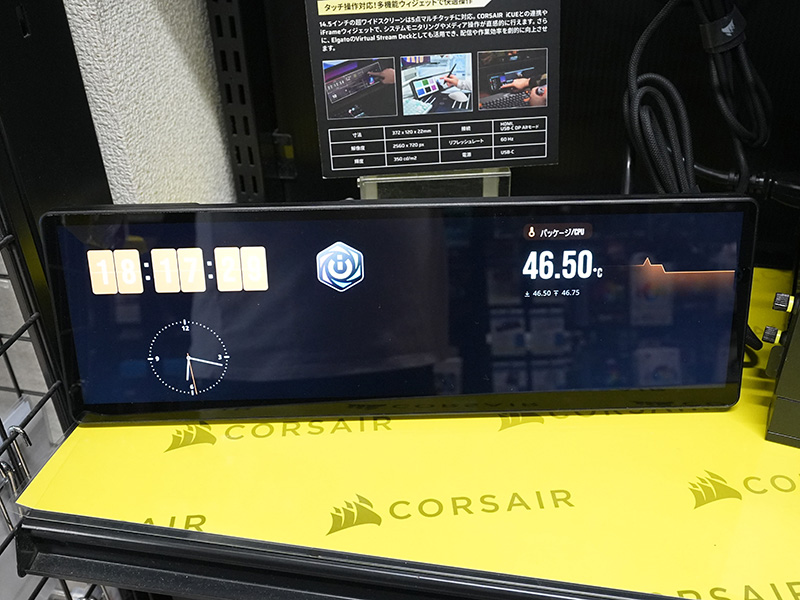 タッチ操作対応！多機能ウィジェットで快適操作
14.5インチの超ワイドスクリーンは5点マルチタッチに対応。CORSAIR iCUEとの連携や
iFrameウィジェットで、システムモニタリングやメディア操作が直感的に行えます。さら
に、ElgatoのVirtual Stream Deckとしても活用でき、配信や作業効率を劇的に向上させ
ます。
寸法 372 x 120 x 22mm 接続 HDMI,
USB-C DP Altモード
解像度 2560 x 720 px リフレッシュレート 60 Hz
輝度 350 cd/m2 電源 USB-C
18:17:29
パッケージ/CPU
46.50°C
46.50 46.75
12
9 3
6
CORSAIR
CORSAIR